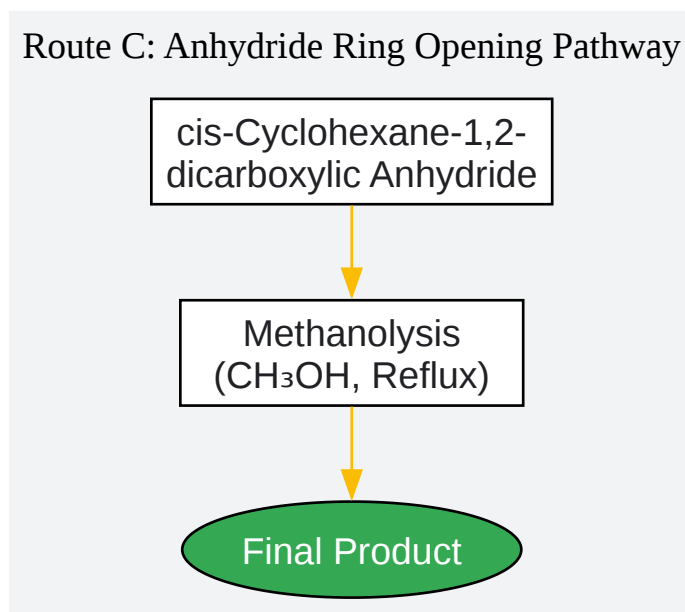 Route C: Anhydride Ring Opening Pathway
cis-Cyclohexane-1,2-
dicarboxylic Anhydride
Methanolysis
(CH₃OH, Reflux)
Final Product